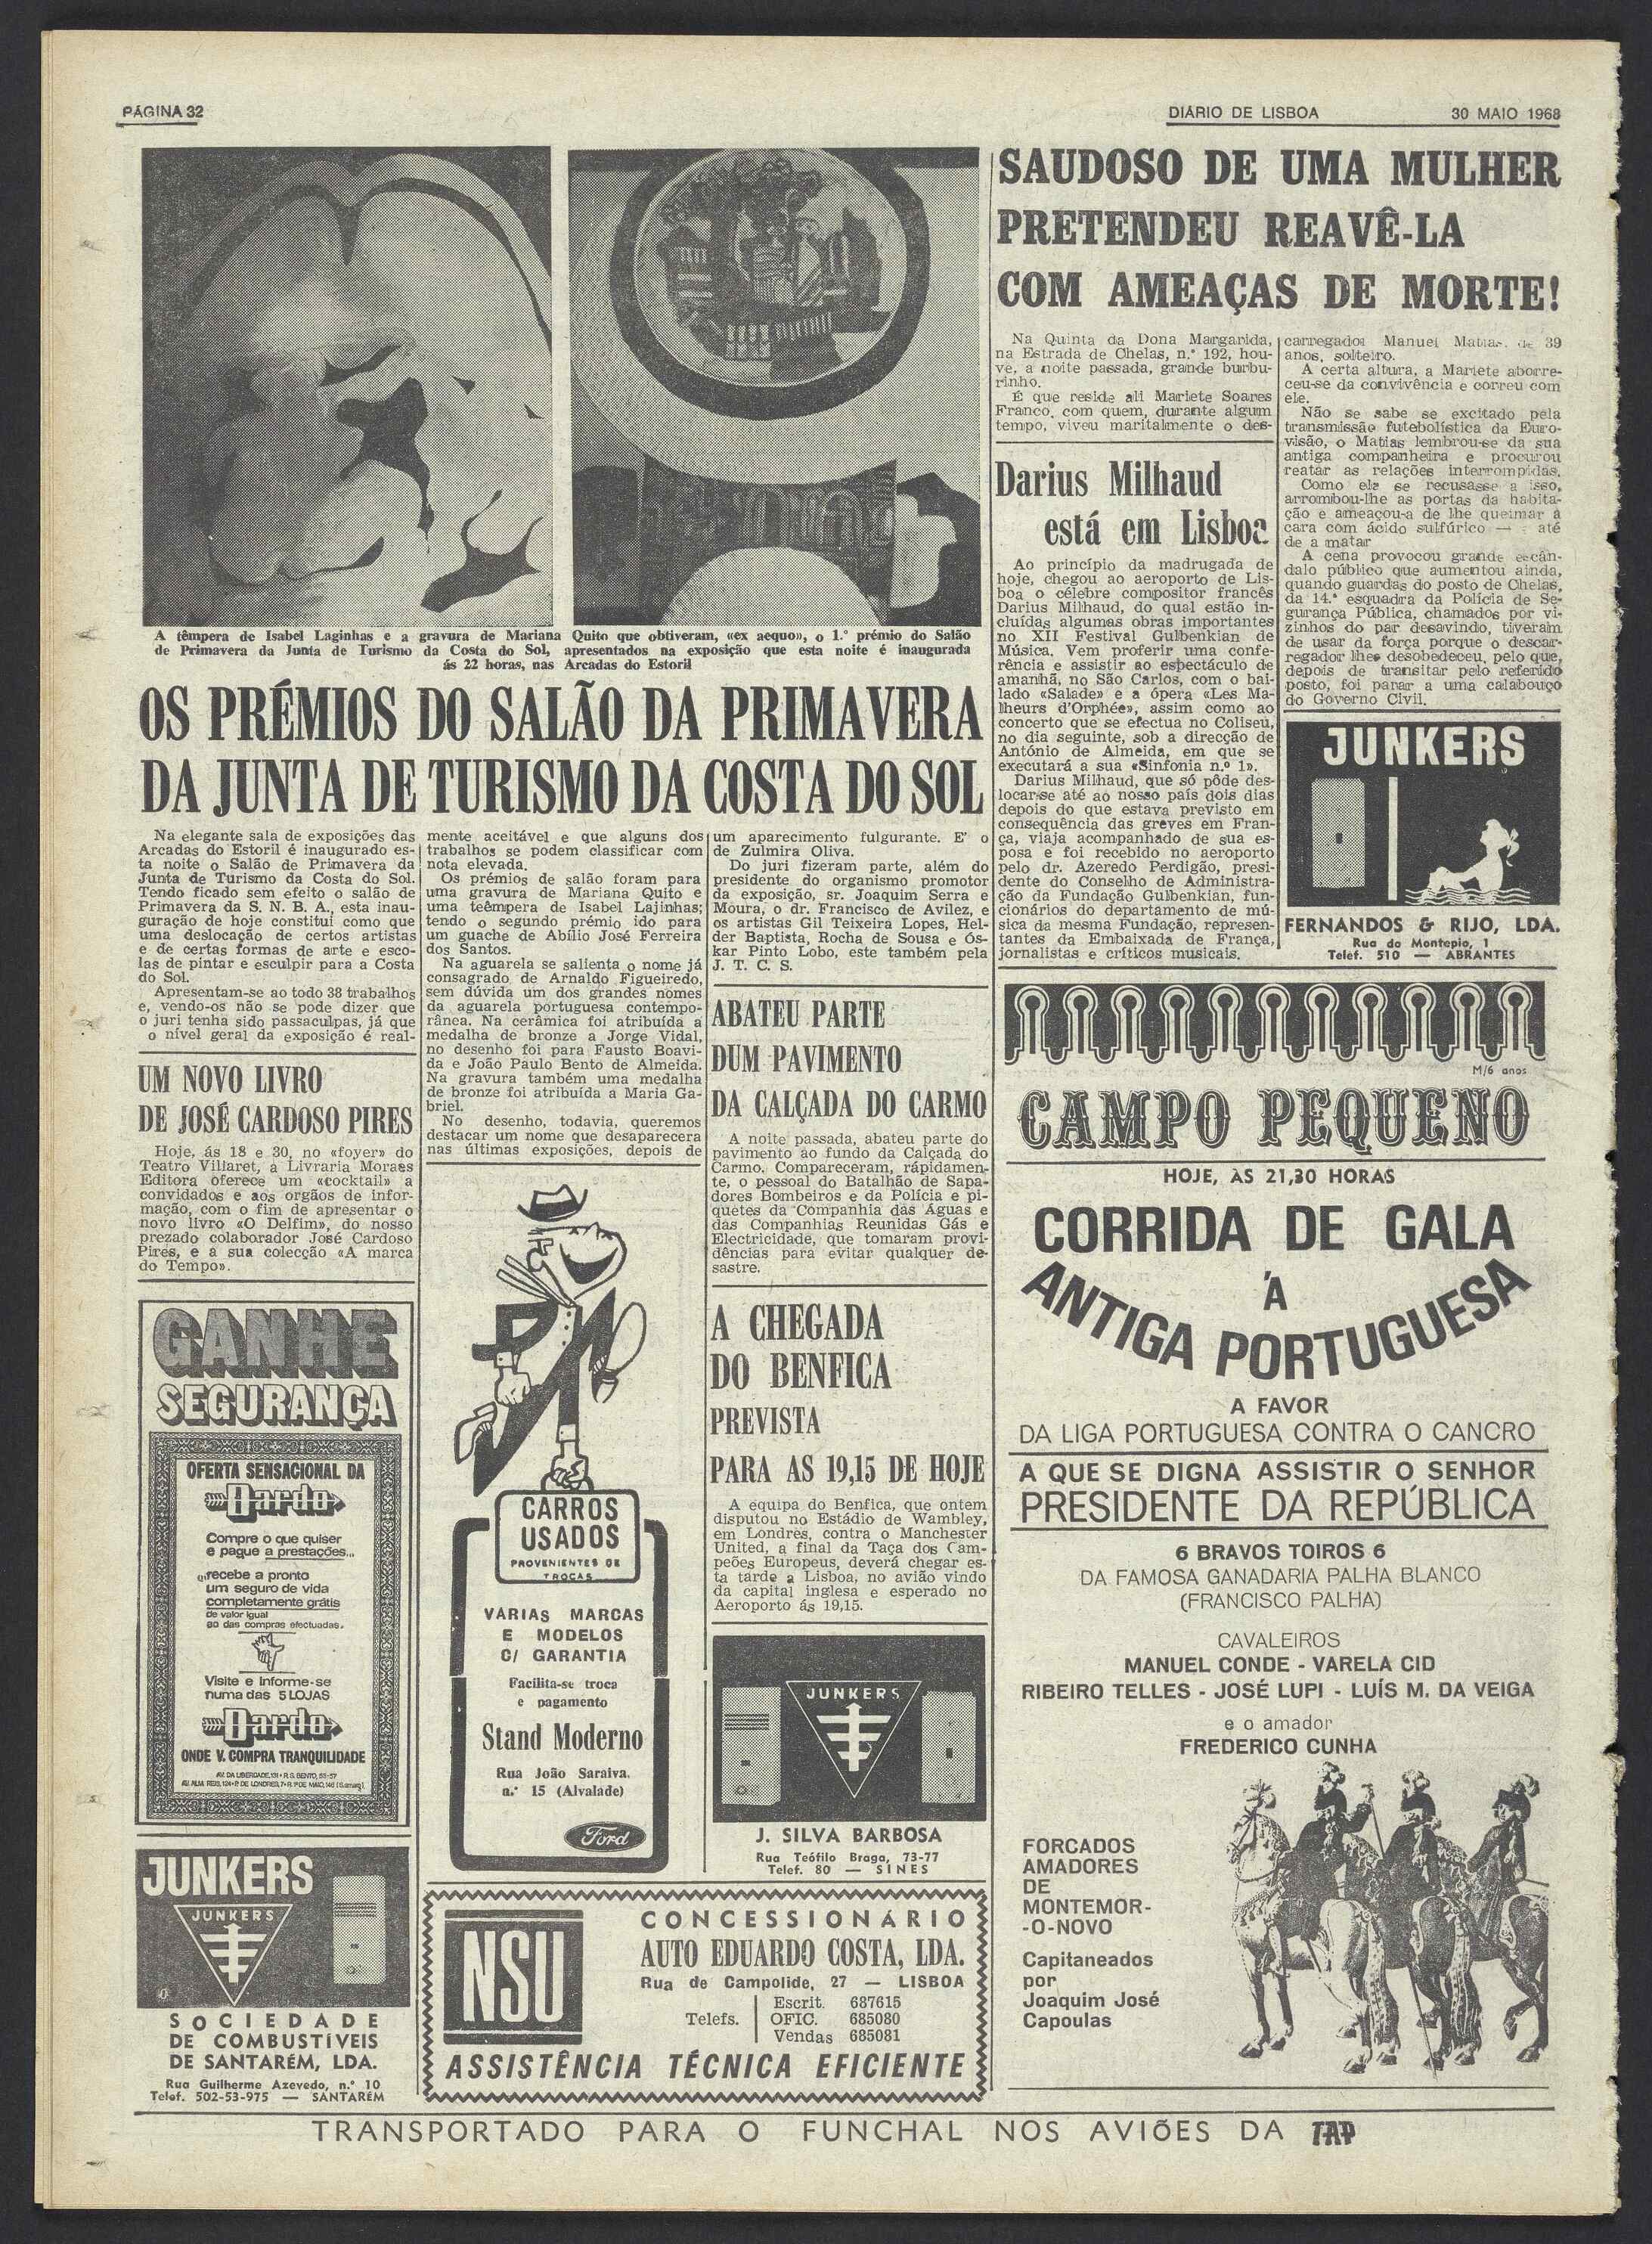 PÁGINA 32
DIÁRIO DE LISBOA
30 MAIO 1968
A têmpera de Isabel Laginhas e a gravura de Mariana Quito que obtiveram, «ex aequo», o 1.º prémio do Salão
de Primavera da Junta de Turismo da Costa do Sol, apresentados na exposição que esta noite é inaugurada
ás 22 horas, nas Arcadas do Estoril
OS PRÉMIOS DO SALÃO DA PRIMAVERA
DA JUNTA DE TURISMO DA COSTA DO SOL
Na elegante sala de exposições das
Arcadas do Estoril é inaugurado es-
ta noite o Salão de Primavera da
Junta de Turismo da Costa do Sol.
Tendo ficado sem efeito o salão de
Primavera da S. N. B. A., esta inau-
guração de hoje constitui como que
uma deslocação de certos artistas
e de certas formas de arte e esco-
las de pintar e esculpir para a Costa
do Sol.
Apresentam-se ao todo 38 trabalhos
e, vendo-os não se pode dizer que
o juri tenha sido passaculpas, já que
o nível geral da exposição é real-
mente aceitável e que alguns dos
trabalhos se podem classificar com
nota elevada.
Os prémios de salão foram para
uma gravura de Mariana Quito e
uma teêmpera de Isabel Lajinhas;
tendo o segundo prémio ido para
um guache de Abílio José Ferreira
dos Santos.
Na aguarela se salienta o nome já
consagrado de Arnaldo Figueiredo,
sem dúvida um dos grandes nomes
da aguarela portuguesa contempo-
rânea. Na cerâmica foi atribuída a
medalha de bronze a Jorge Vidal,
no desenho foi para Fausto Boavi-
da e João Paulo Bento de Almeida.
Na gravura também uma medalha
de bronze foi atribuída a Maria Ga-
briel.
No desenho, todavia, queremos
destacar um nome que desaparecera
nas últimas exposições, depois de
um aparecimento fulgurante. E' o
de Zulmira Oliva.
Do juri fizeram parte, além do
presidente do organismo promotor
da exposição, sr. Joaquim Serra e
Moura, o dr. Francisco de Avilez, e
os artistas Gil Teixeira Lopes, Hel-
der Baptista, Rocha de Sousa e Ós-
kar Pinto Lobo, este também pela
J. T. C. S.
UM NOVO LIVRO
DE JOSÉ CARDOSO PIRES
Hoje, ás 18 e 30, no «foyer» do
Teatro Villaret, a Livraria Moraes
Editora oferece um «cocktail» a
convidados e aos orgãos de infor-
mação, com o fim de apresentar o
novo livro «O Delfim», do nosso
prezado colaborador José Cardoso
Pires, e a sua colecção «A marca
do Tempo».
ABATEU PARTE
DUM PAVIMENTO
DA CALÇADA DO CARMO
A noite passada, abateu parte do
pavimento ao fundo da Calçada do
Carmo. Compareceram, rápidamen-
te, o pessoal do Batalhão de Sapa-
dores Bombeiros e da Polícia e pi-
quetes da Companhia das Águas e
das Companhias Reunidas Gás e
Electricidade, que tomaram provi-
dências para evitar qualquer de-
sastre.
A CHEGADA
DO BENFICA
PREVISTA
PARA AS 19,15 DE HOJE
A equipa do Benfica, que ontem
disputou no Estádio de Wambley,
em Londres, contra o Manchester
United, a final da Taça dos Cam-
peões Europeus, deverá chegar es-
ta tarde a Lisboa, no avião vindo
da capital inglesa e esperado no
Aeroporto ás 19,15.
SAUDOSO DE UMA MULHER
PRETENDEU REAVÊ-LA
COM AMEAÇAS DE MORTE!
Na Quinta da Dona Margarida,
na Estrada de Chelas, n.º 192, hou-
ve, a noite passada, grande burbu-
rinho.
É que reside ali Mariete Soares
Franco, com quem, durante algum
tempo, viveu maritalmente o des-
carregador Manuel Matias, de 39
anos, solteiro.
A certa altura, a Mariete aborre-
ceu-se da convivência e correu com
ele.
Não se sabe se excitado pela
transmissão futebolística da Euro-
visão, o Matias lembrou-se da sua
antiga companheira e procurou
reatar as relações interrompidas.
Como ela se recusasse a isso,
arrombou-lhe as portas da habita-
ção e ameaçou-a de lhe queimar a
cara com ácido sulfúrico — e até
de a matar
A cena provocou grande escân-
dalo público que aumentou ainda,
quando guardas do posto de Chelas,
da 14.ª esquadra da Polícia de Se-
gurança Pública, chamados por vi-
zinhos do par desavindo, tiveram
de usar da força porque o descar-
regador lhes desobedeceu, pelo que,
depois de transitar pelo referido
posto, foi parar a uma calabouço
do Governo Civil.
Darius Milhaud
está em Lisboa
Ao princípio da madrugada de
hoje, chegou ao aeroporto de Lis-
boa o célebre compositor francês
Darius Milhaud, do qual estão in-
cluídas algumas obras importantes
no XII Festival Gulbenkian de
Música. Vem proferir uma confe-
rência e assistir ao espectáculo de
amanhã, no São Carlos, com o bai-
lado «Salade» e a ópera «Les Ma-
lheurs d'Orphée», assim como ao
concerto que se efectua no Coliseu,
no dia seguinte, sob a direcção de
António de Almeida, em que se
executará a sua «Sinfonia n.º 1».
Darius Milhaud, que só pôde des-
locar-se até ao nosso país dois dias
depois do que estava previsto em
consequência das greves em Fran-
ça, viaja acompanhado de sua es-
posa e foi recebido no aeroporto
pelo dr. Azeredo Perdigão, presi-
dente do Conselho de Administra-
ção da Fundação Gulbenkian, fun-
cionários do departamento de mú-
sica da mesma Fundação, represen-
tantes da Embaixada de França,
jornalistas e críticos musicais.
JUNKERS
FERNANDOS & RIJO, LDA.
Rua do Montepio, 1
Telef. 510 — ABRANTES
M/6 anos
CAMPO PEQUENO
HOJE, ÀS 21,30 HORAS
CORRIDA DE GALA
À
ANTIGA PORTUGUESA
A FAVOR
DA LIGA PORTUGUESA CONTRA O CANCRO
A QUE SE DIGNA ASSISTIR O SENHOR
PRESIDENTE DA REPÚBLICA
6 BRAVOS TOIROS 6
DA FAMOSA GANADARIA PALHA BLANCO
(FRANCISCO PALHA)
CAVALEIROS
MANUEL CONDE - VARELA CID
RIBEIRO TELLES - JOSÉ LUPI - LUÍS M. DA VEIGA
e o amador
FREDERICO CUNHA
FORCADOS
AMADORES
DE
MONTEMOR-
-O-NOVO
Capitaneados
por
Joaquim José
Capoulas
GANHE
SEGURANÇA
OFERTA SENSACIONAL DA
Dardo
Compre o que quiser
e pague a prestações...
recebe a pronto
um seguro de vida
completamente grátis
de valor igual
ao das compras efectuadas.
Visite e Informe-se
numa das 5 LOJAS
Dardo
ONDE V. COMPRA TRANQUILIDADE
AV. DA LIBERDADE, 131 • R. S. BENTO, 55-57
AV. ALM. REIS, 124 • P. DE LONDRES, 7 • R. 1º DE MAIO, 146
CARROS
USADOS
PROVENIENTES DE
TROCAS
VÁRIAS MARCAS
E MODELOS
C/ GARANTIA
Facilita-se troca
e pagamento
Stand Moderno
Rua João Saraiva,
n.º 15 (Alvalade)
Ford
JUNKERS
J. SILVA BARBOSA
Rua Teófilo Braga, 73-77
Telef. 80 — SINES
JUNKERS
JUNKERS
SOCIEDADE
DE COMBUSTÍVEIS
DE SANTARÉM, LDA.
Rua Guilherme Azevedo, n.º 10
Telef. 502-53-975 — SANTARÉM
NSU
CONCESSIONÁRIO
AUTO EDUARDO COSTA, LDA.
Rua de Campolide, 27 — LISBOA
Telefs.
Escrit. 687615
OFIC. 685080
Vendas 685081
ASSISTÊNCIA TÉCNICA EFICIENTE
TRANSPORTADO PARA O FUNCHAL NOS AVIÕES DA TAP